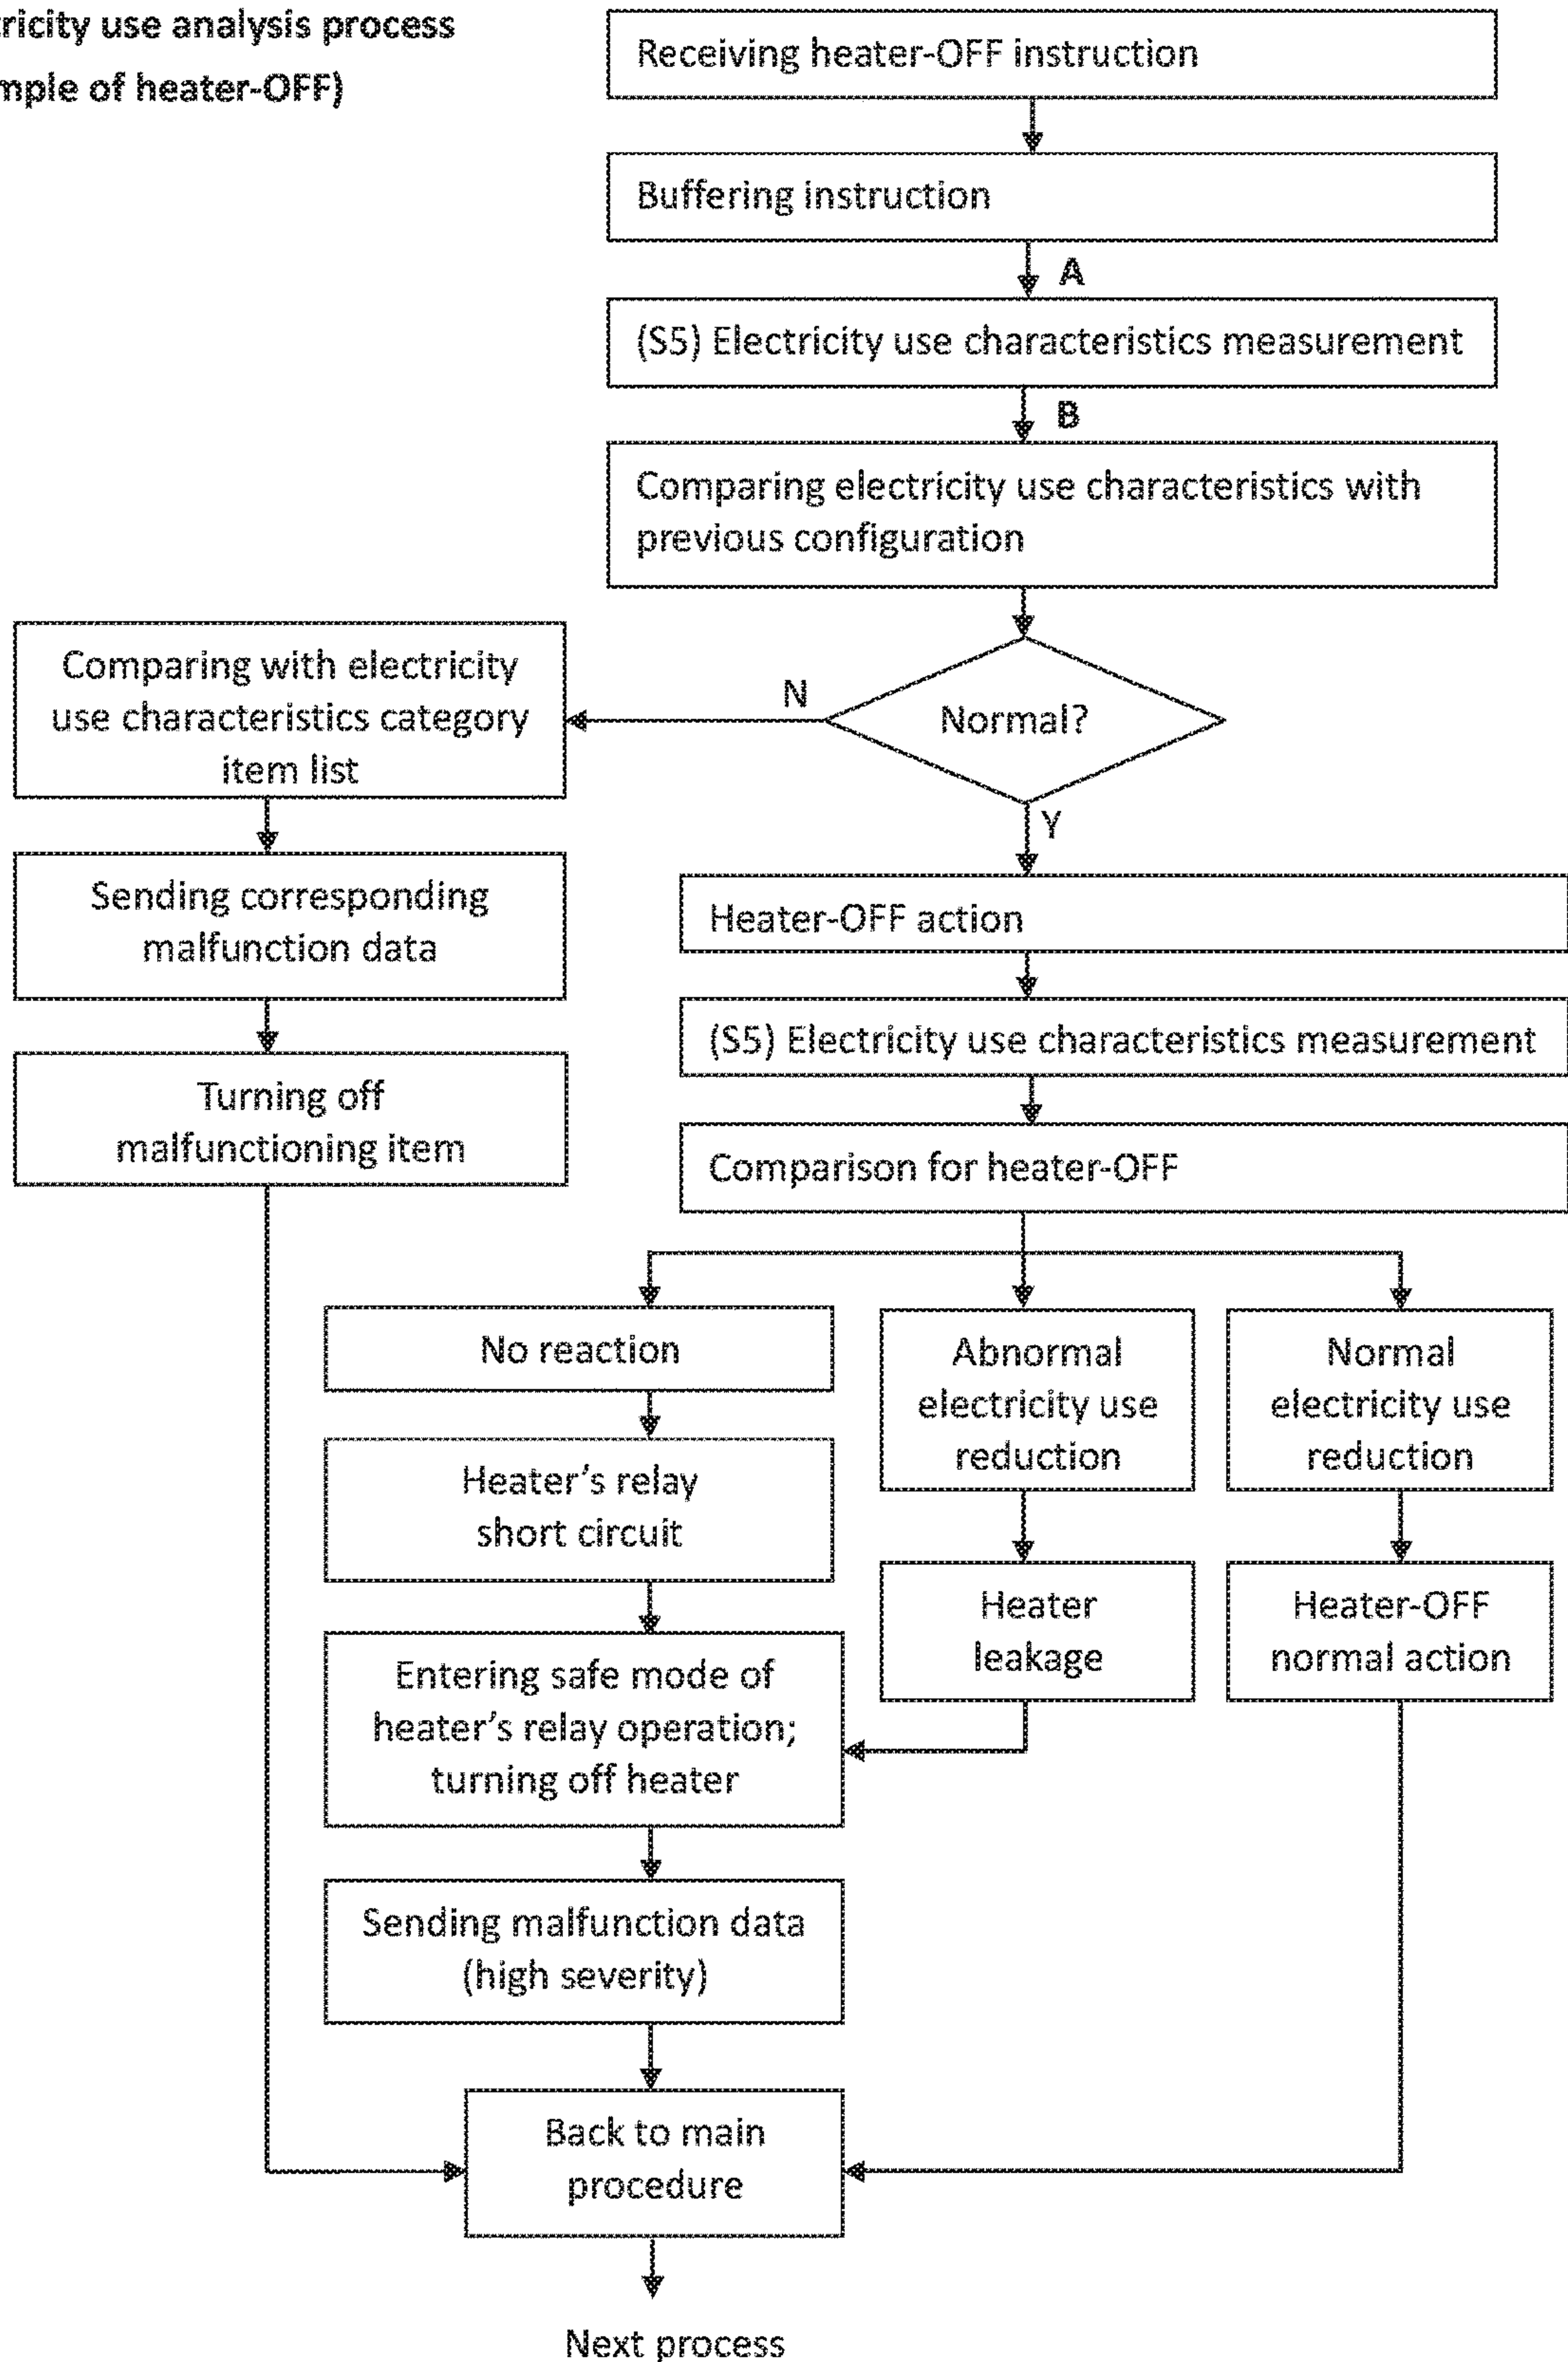 tricity use analysis process
mple of heater-OFF)
Receiving heater-OFF instruction
Buffering instruction
A
(S5) Electricity use characteristics measurement
B
Comparing electricity use characteristics with
previous configuration
Normal?
N
Y
Comparing with electricity
use characteristics category
item list
Sending corresponding
malfunction data
Turning off
malfunctioning item
Heater-OFF action
(S5) Electricity use characteristics measurement
Comparison for heater-OFF
No reaction
Heater's relay
short circuit
Entering safe mode of
heater's relay operation;
turning off heater
Sending malfunction data
(high severity)
Abnormal
electricity use
reduction
Heater
leakage
Normal
electricity use
reduction
Heater-OFF
normal action
Back to main
procedure
Next process